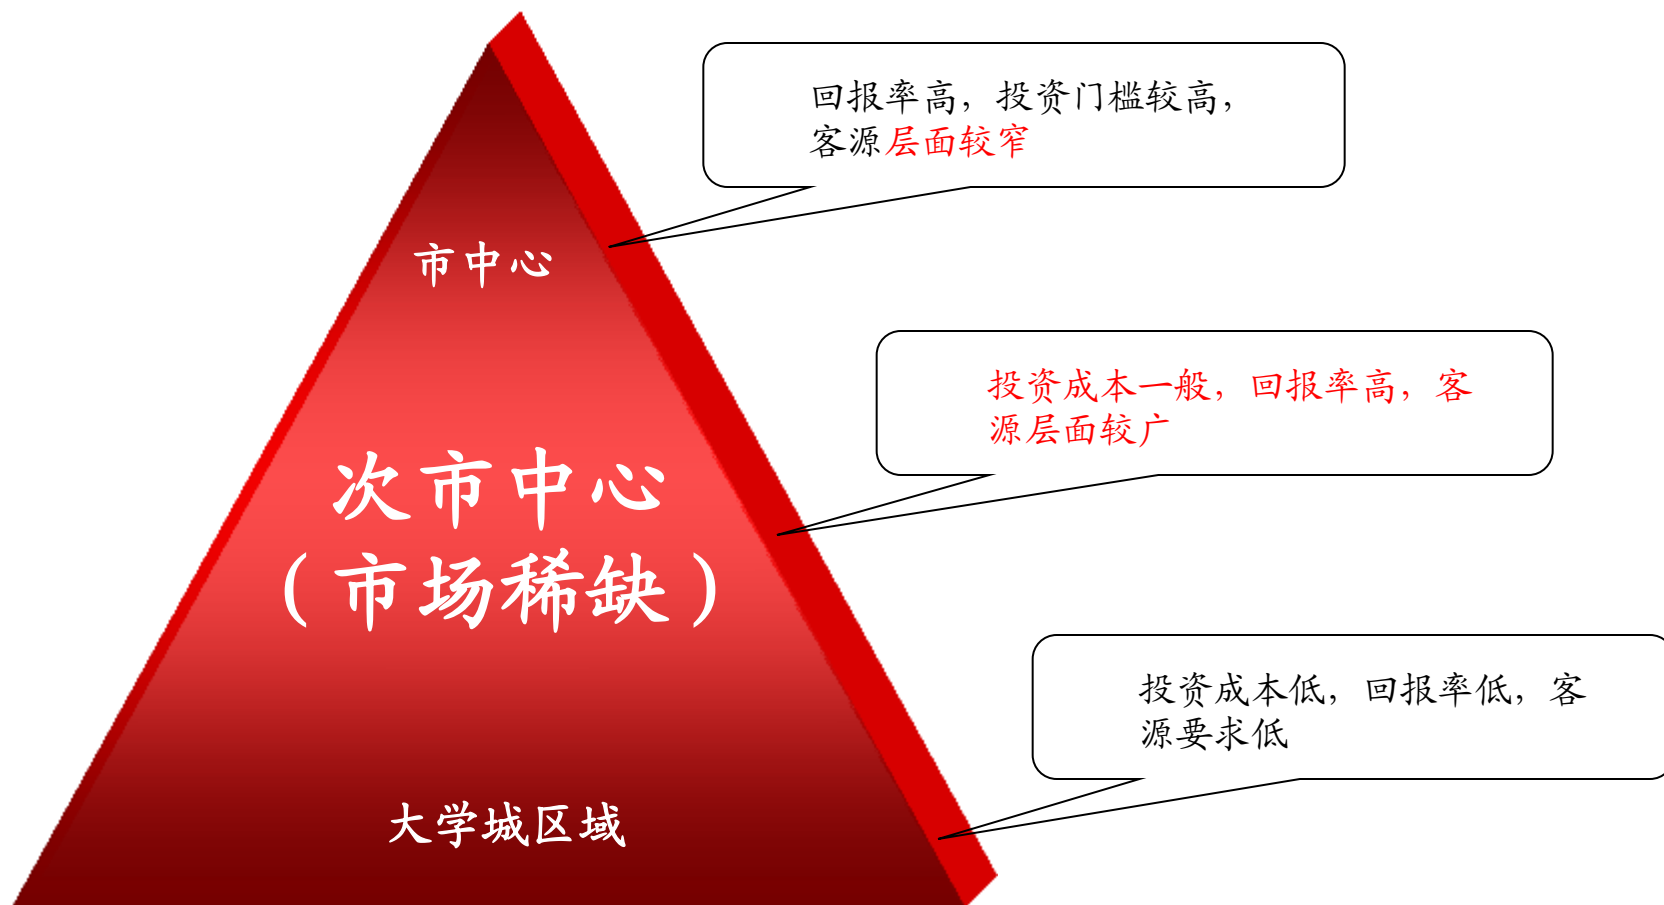 回报率高，投资门槛较高，
客源层面较窄
市中心
投资成本一般，回报率高，客
源层面较广
次市中心
（市场稀缺）
投资成本低，回报率低，客
源要求低
大学城区域